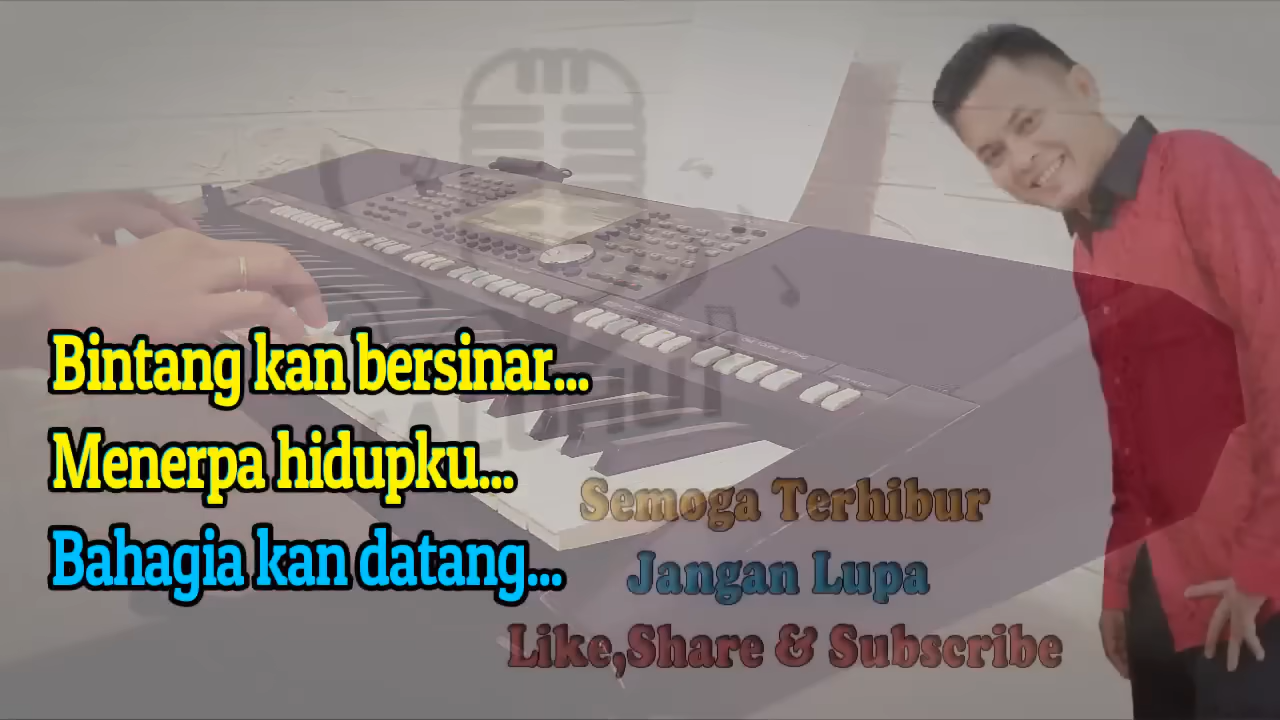 Bintang kan bersinar...
Menerpa hidupku...
Bahagia kan datang...
Semoga Terhibur
Jangan Lupa
Like,Share & Subscribe